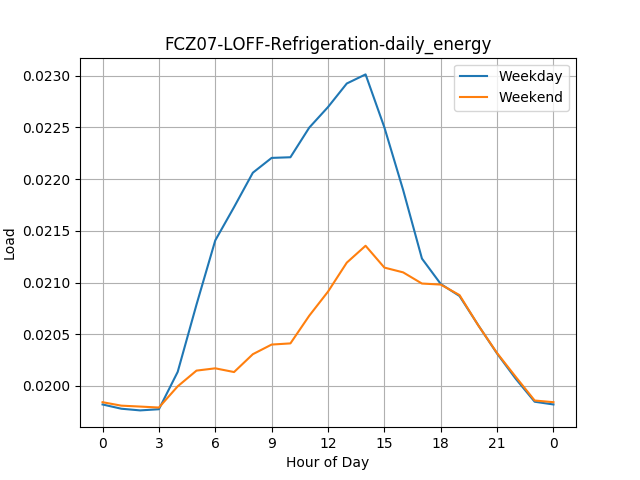 FCZ07-LOFF-Refrigeration-daily_energy
Weekday
Weekend
Load
0.0230
0.0225
0.0220
0.0215
0.0210
0.0205
0.0200
0 3 6 9 12 15 18 21 0
Hour of Day